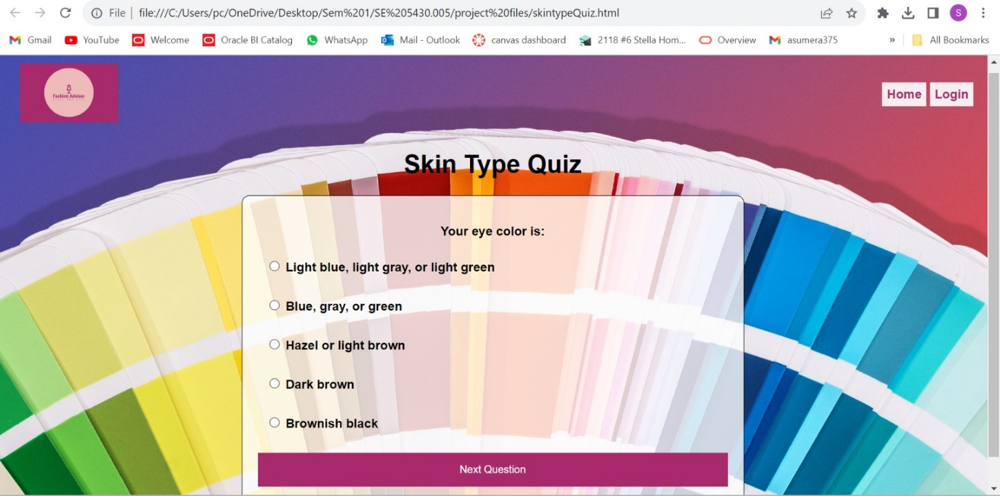 File file:///C:/Users/pc/OneDrive/Desktop/Sem%201/SE%205430.005/project%20files/skintypeQuiz.html S
Gmail YouTube Welcome Oracle BI Catalog WhatsApp Mail - Outlook canvas dashboard 2118 #6 Stella Hom... Overview asumera375 » All Bookmarks
Fashion Advisor
Home Login
Skin Type Quiz
Your eye color is:
Light blue, light gray, or light green
Blue, gray, or green
Hazel or light brown
Dark brown
Brownish black
Next Question